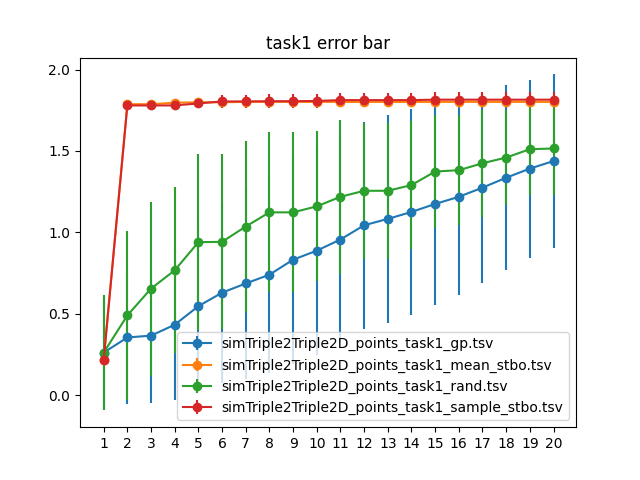 task1 error bar
2.0
1.5
1.0
0.5
0.0
simTriple2Triple2D_points_task1_gp.tsv
simTriple2Triple2D_points_task1_mean_stbo.tsv
simTriple2Triple2D_points_task1_rand.tsv
simTriple2Triple2D_points_task1_sample_stbo.tsv
1 2 3 4 5 6 7 8 9 10 11 12 13 14 15 16 17 18 19 20